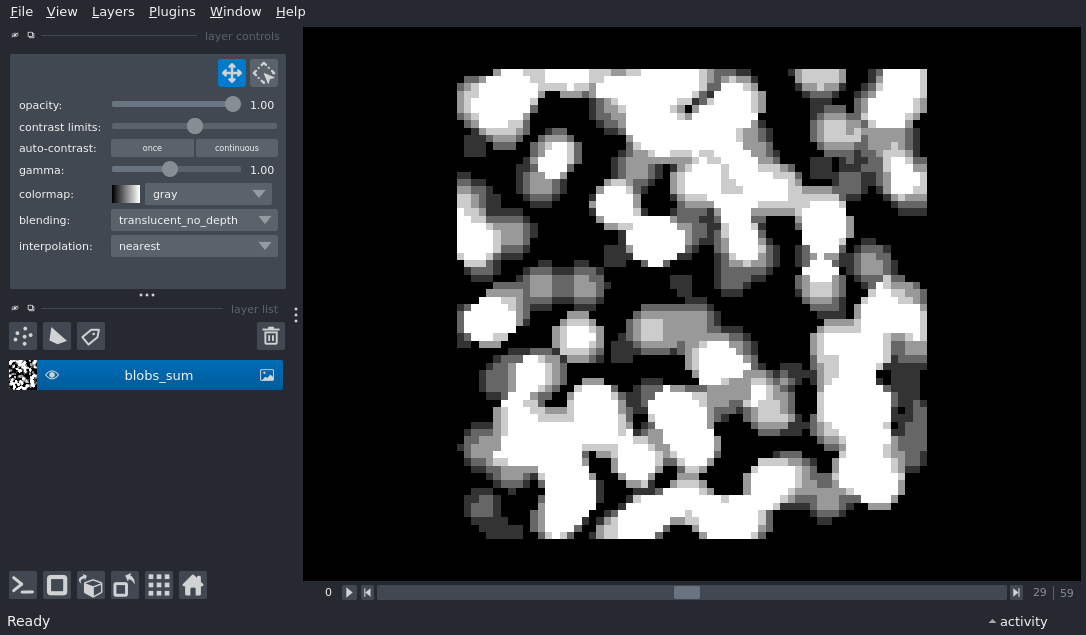 File View Layers Plugins Window Help
layer controls
opacity: 1.00
contrast limits:
auto-contrast: once continuous
gamma: 1.00
colormap: gray
blending: translucent_no_depth
interpolation: nearest
layer list
blobs_sum
0 29 59
Ready activity